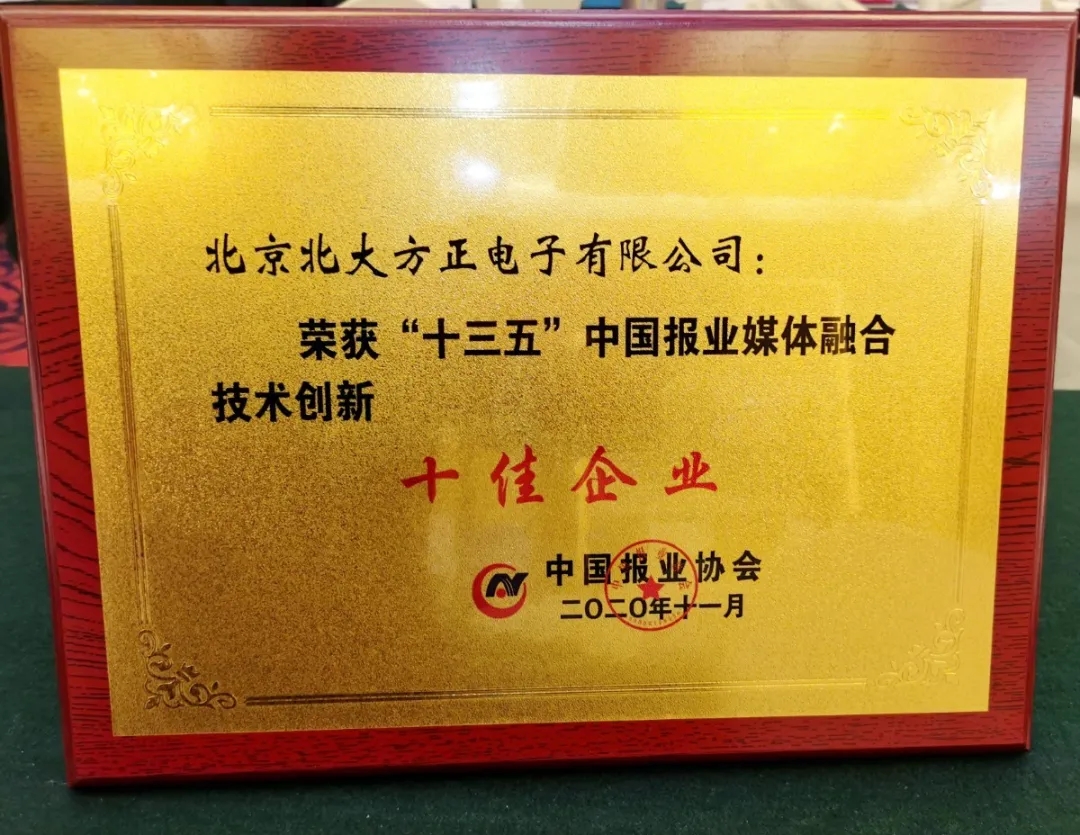 北京北大方正电子有限公司：
荣获“十三五”中国报业媒体融合
技术创新
十佳企业
中国报业协会
二〇二〇年十一月